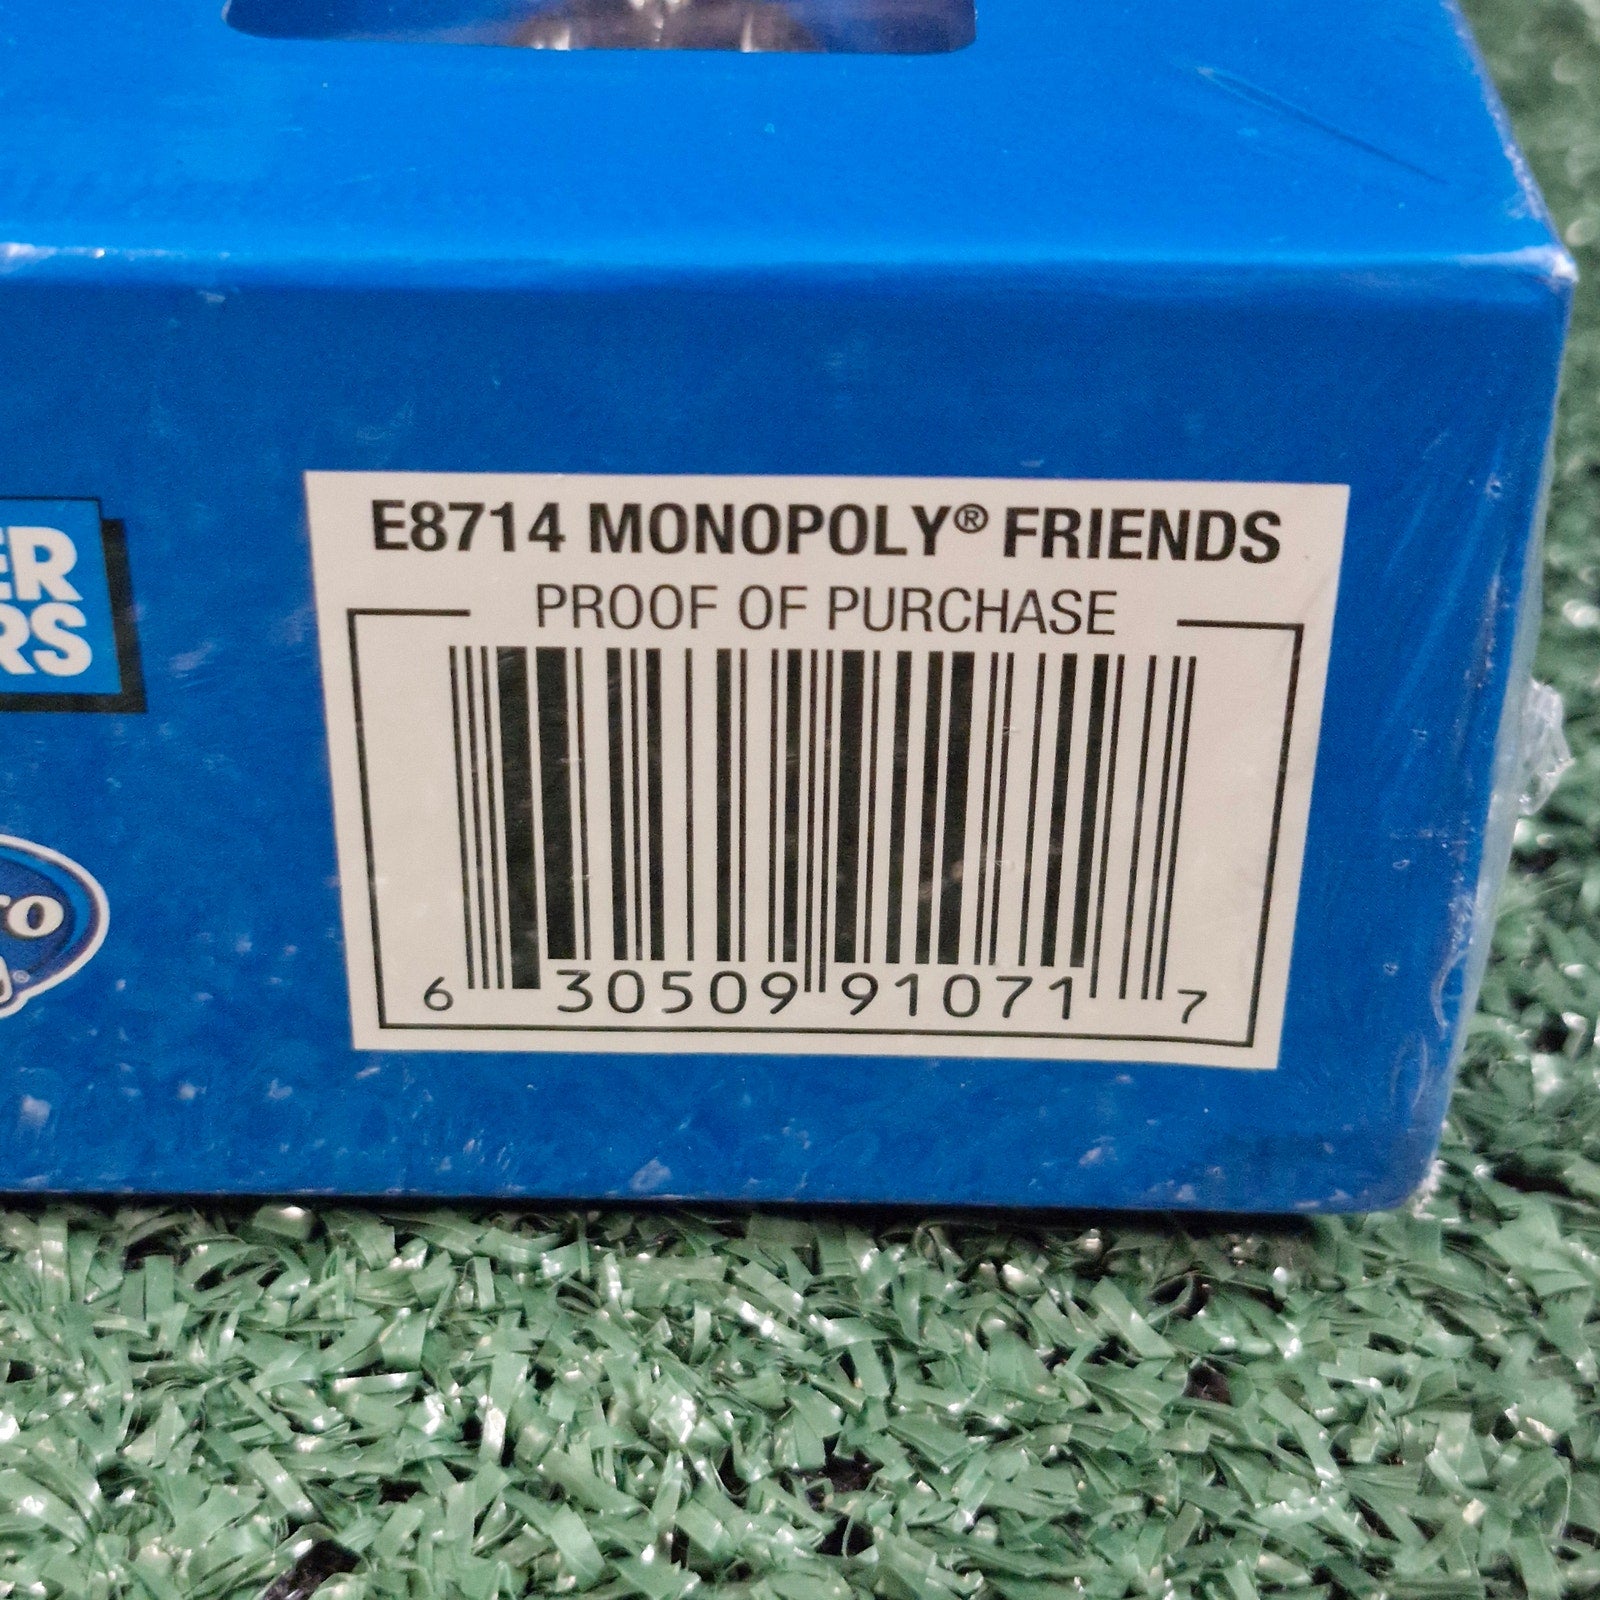 E8714 MONOPOLY® FRIENDS
PROOF OF PURCHASE
6 30509 91071 7